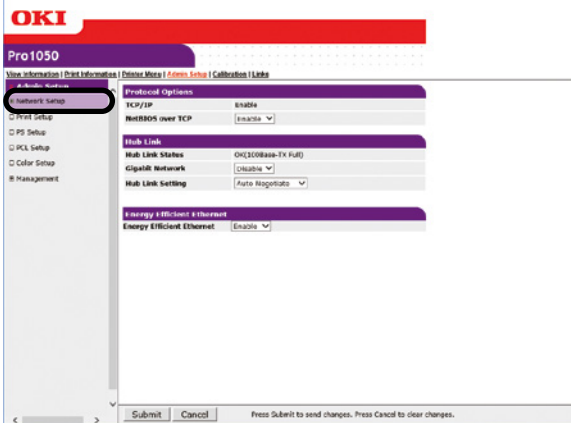 OKI
Pro1050
View Information | Print Information | Printer Menu | Admin Setup | Calibration | Links
Admin Setup
Network Setup
Print Setup
PS Setup
PCL Setup
Color Setup
Management
Protocol Options
TCP/IP Enable
NetBIOS over TCP Enable
Hub Link
Hub Link Status OK(100Base-TX Full)
Gigabit Network Disable
Hub Link Setting Auto Negotiate
Energy Efficient Ethernet
Energy Efficient Ethernet Enable
Submit Cancel Press Submit to send changes. Press Cancel to clear changes.